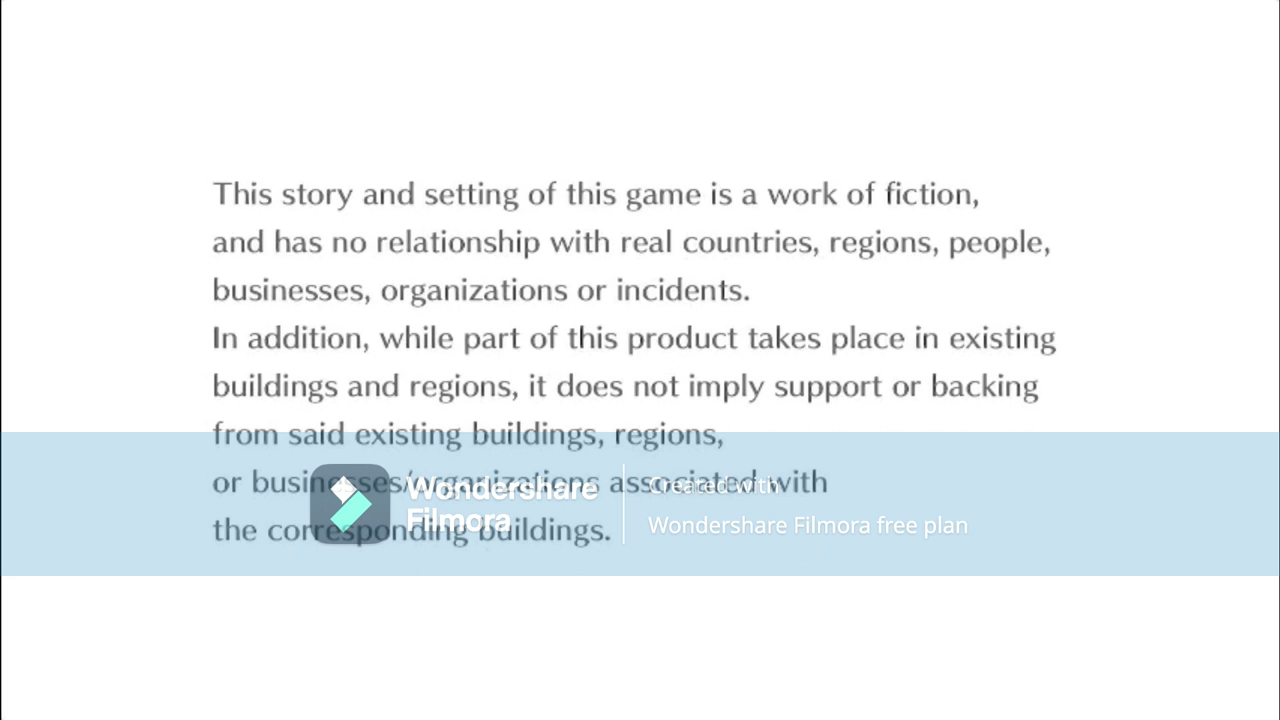 This story and setting of this game is a work of fiction,
and has no relationship with real countries, regions, people,
businesses, organizations or incidents.
In addition, while part of this product takes place in existing
buildings and regions, it does not imply support or backing
from said existing buildings, regions,
or businesses/organizations associated with
the corresponding buildings.
Wondershare
Filmora
Created with
Wondershare Filmora free plan